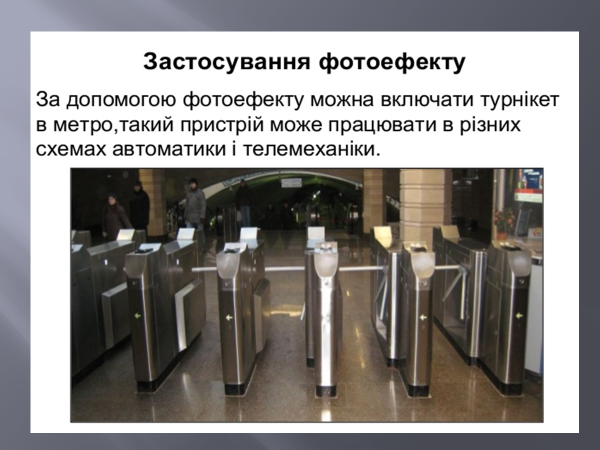 Застосування фотоефекту
За допомогою фотоефекту можна включати турнікет
в метро,такий пристрій може працювати в різних
схемах автоматики і телемеханіки.